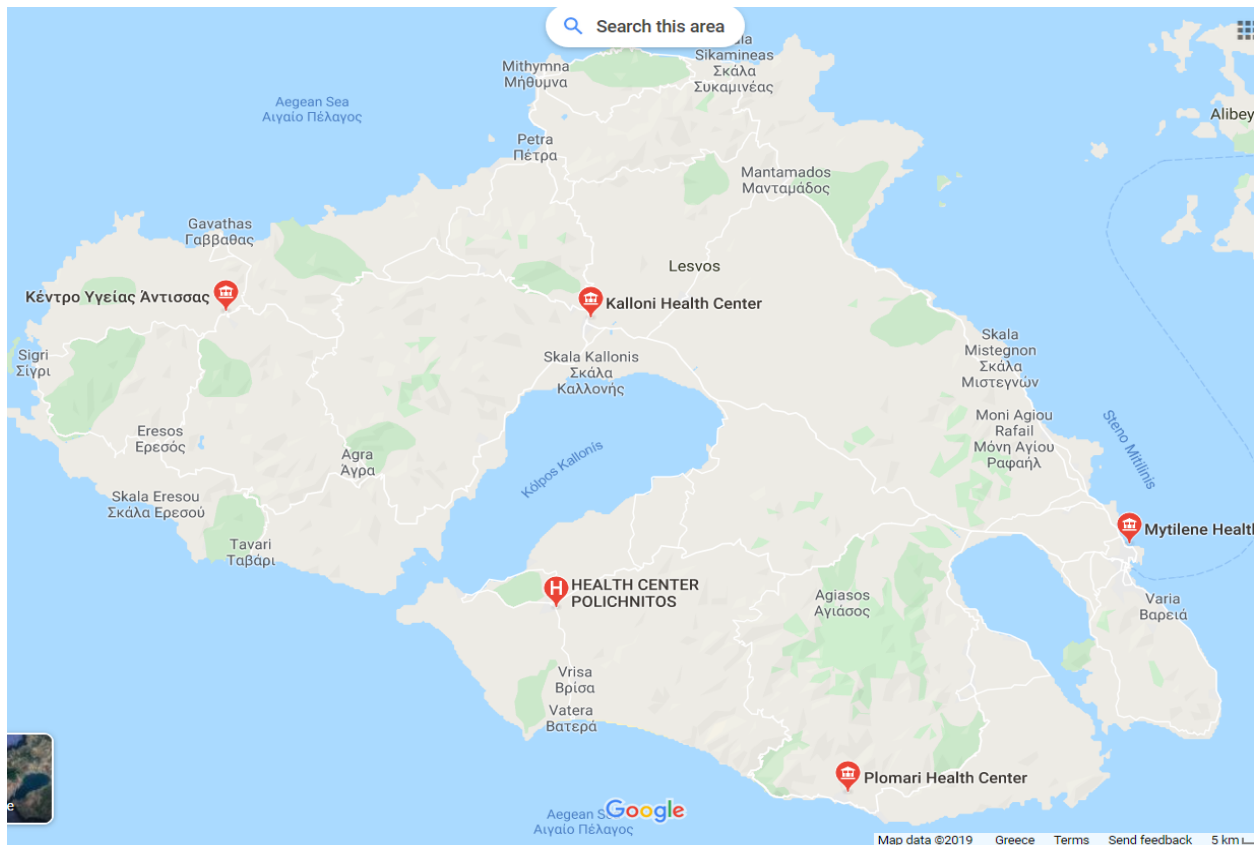 Search this area
Sikamineas
Σκάλα
Συκαμινέας
Mithymna
Μήθυμνα
Aegean Sea
Αιγαίο Πέλαγος
Alibey
Petra
Πέτρα
Mantamados
Μανταμάδος
Gavathas
Γαββαθας
Lesvos
Κέντρο Υγείας Άντισσας
Kalloni Health Center
Sigri
Σίγρι
Skala Kallonis
Σκάλα
Καλλονής
Skala
Mistegnon
Σκάλα
Μιστεγνών
Eresos
Ερεσός
Moni Agiou
Rafail
Μόνη Αγίου
Ραφαήλ
Steno Mitilinis
Agra
Άγρα
Kólpos Kallonis
Skala Eresou
Σκάλα Ερεσού
Mytilene Health
Tavari
Ταβάρι
HEALTH CENTER
POLICHNITOS
Agiasos
Αγιάσος
Varia
Βαρειά
Vrisa
Βρίσα
Vatera
Βατερά
Plomari Health Center
Aegean
Αιγαίο Πέλαγος
Google
Map data ©2019 Greece Terms Send feedback 5 km